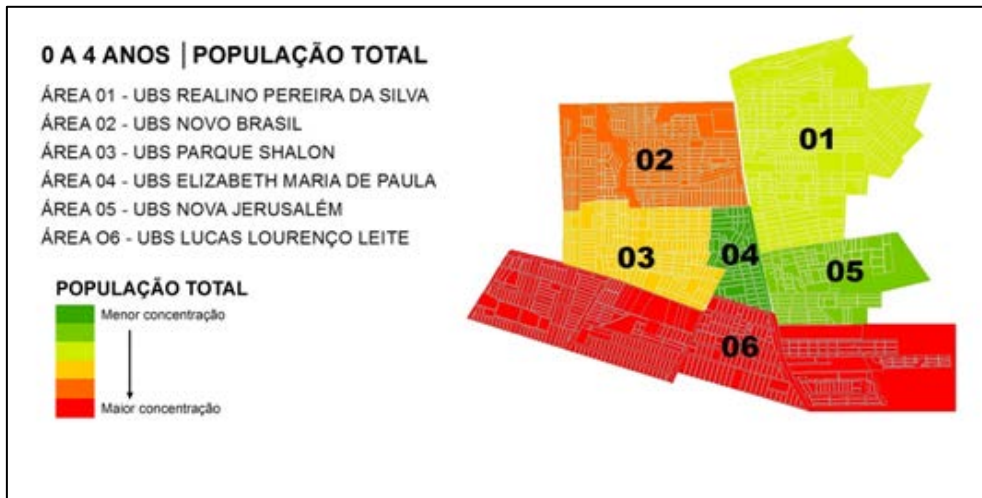 0 A 4 ANOS | POPULAÇÃO TOTAL
ÁREA 01 - UBS REALINO PEREIRA DA SILVA
ÁREA 02 - UBS NOVO BRASIL
ÁREA 03 - UBS PARQUE SHALON
ÁREA 04 - UBS ELIZABETH MARIA DE PAULA
ÁREA 05 - UBS NOVA JERUSALÉM
ÁREA O6 - UBS LUCAS LOURENÇO LEITE
POPULAÇÃO TOTAL
Menor concentração
Maior concentração
01
02
03
04
05
06